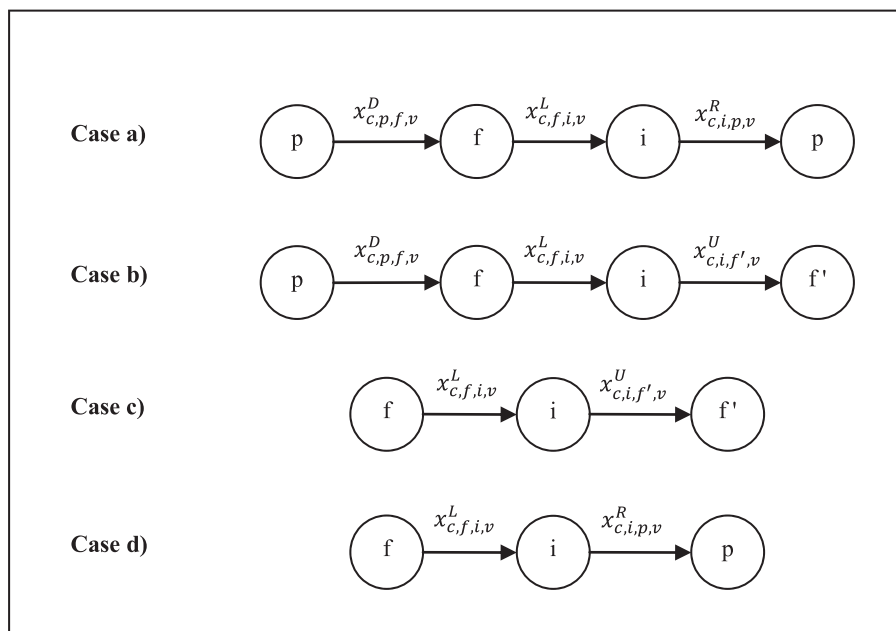 x^D_{c,p,f,v} x^L_{c,f,i,v} x^R_{c,i,p,v}
Case a) p f i p
x^D_{c,p,f,v} x^L_{c,f,i,v} x^U_{c,i,f',v}
Case b) p f i f'
x^L_{c,f,i,v} x^U_{c,i,f',v}
Case c) f i f'
x^L_{c,f,i,v} x^R_{c,i,p,v}
Case d) f i p